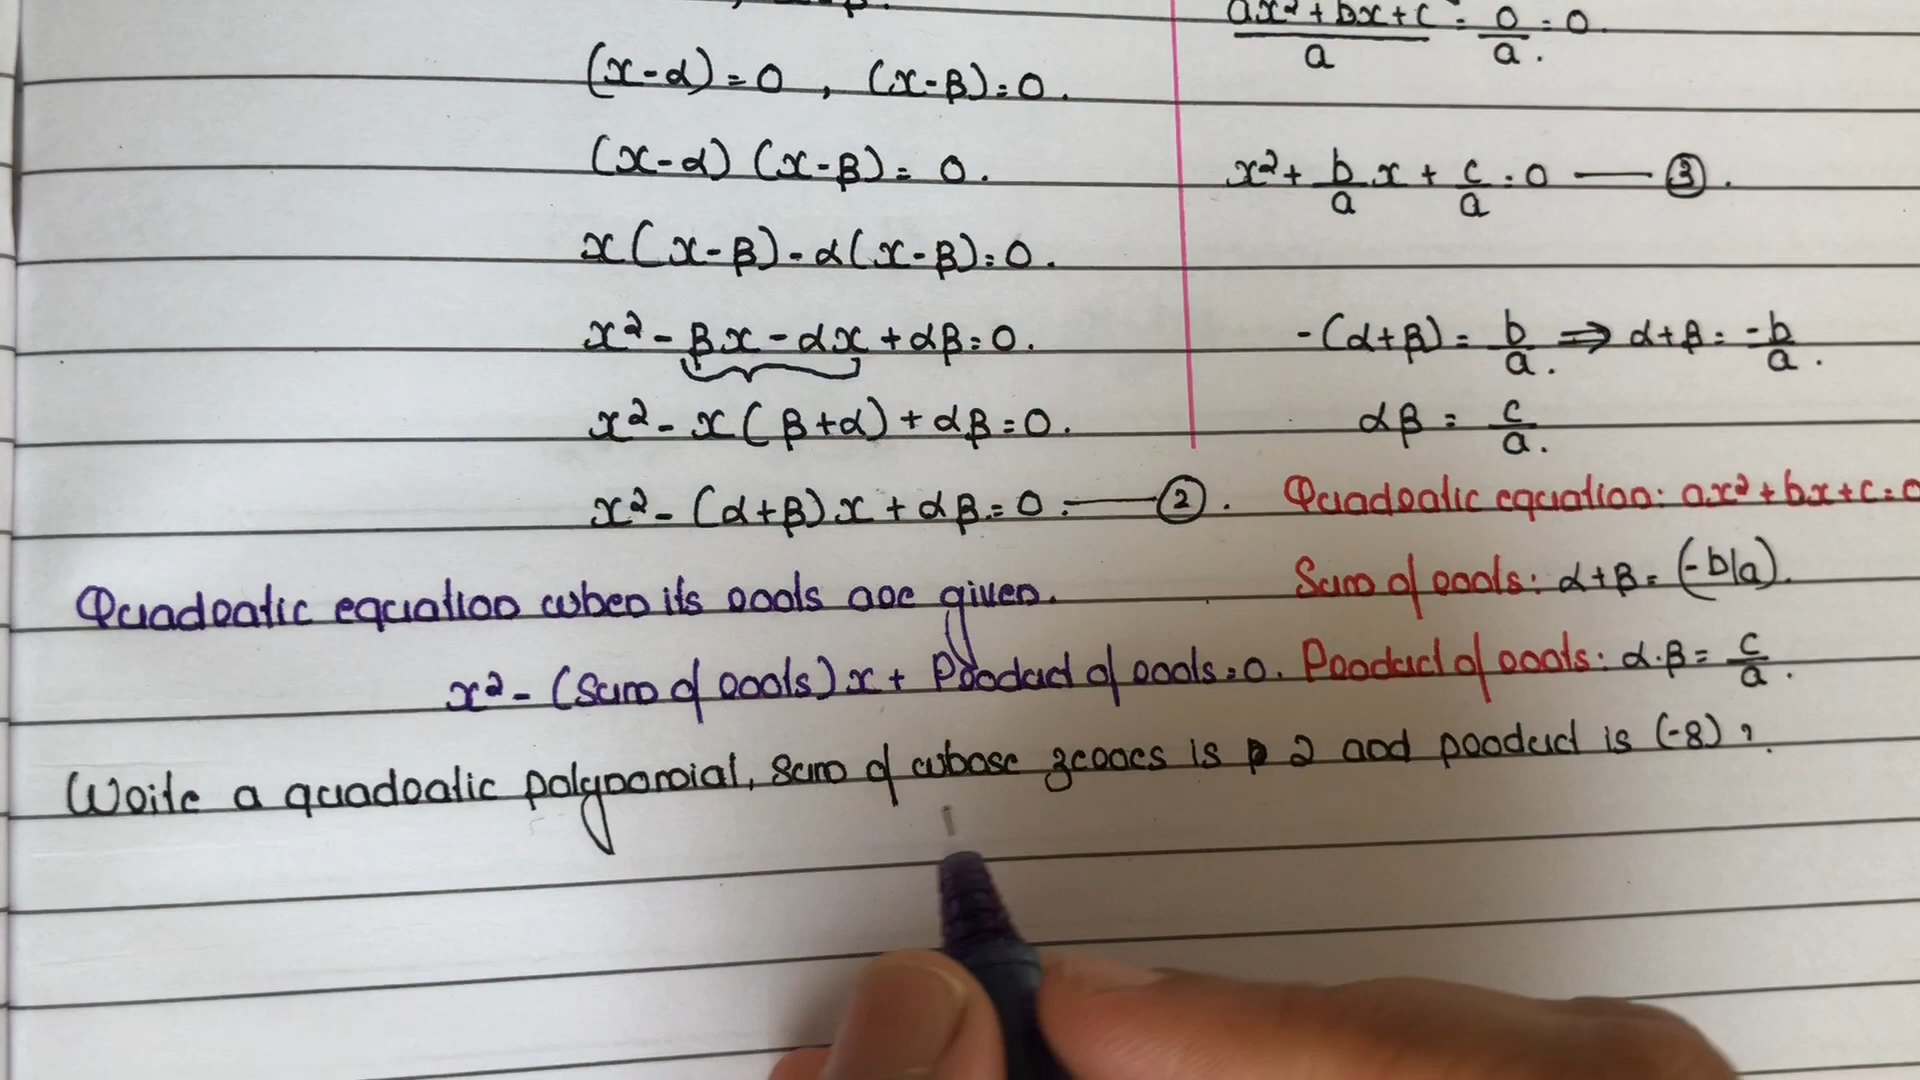 (x-α)=0, (x-β)=0.
(x-α)(x-β)=0.
x(x-β)-α(x-β)=0.
x²-βx-αx+αβ=0.
x²-x(β+α)+αβ=0.
x²-(α+β)x+αβ=0. —— ②.
ax²+bx+c/a = 0/a = 0.
x²+b/a x+c/a=0 —— ③.
-(α+β)=b/a. ⇒ α+β=-b/a.
αβ=c/a.
Quadratic equation: ax²+bx+c=0
Sum of roots: α+β=(-b/a).
Product of roots: α·β=c/a.
Quadratic equation when its roots are given.
x²-(Sum of roots)x+Product of roots=0.
Write a quadratic polynomial, sum of whose zeroes is 2 and product is (-8)?